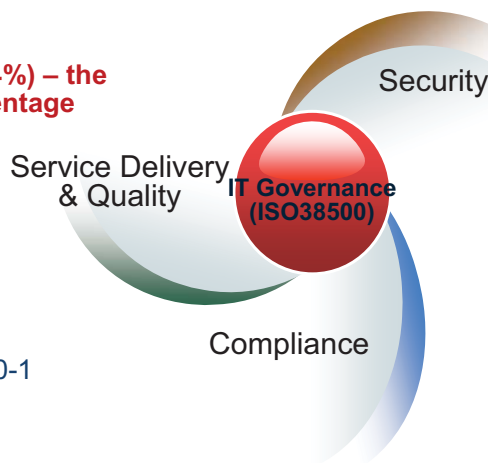 %) – the
entage
Security
Service Delivery
& Quality
IT Governance
(ISO38500)
Compliance
0-1